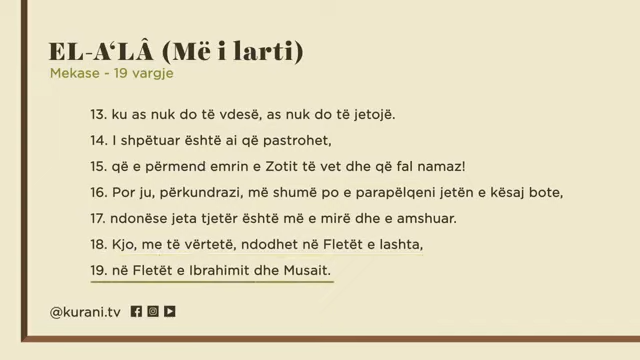 EL-A‘LÂ (Më i larti)
Mekase - 19 vargje
13. ku as nuk do të vdesë, as nuk do të jetojë.
14. I shpëtuar është ai që pastrohet,
15. që e përmend emrin e Zotit të vet dhe që fal namaz!
16. Por ju, përkundrazi, më shumë po e parapëlqeni jetën e kësaj bote,
17. ndonëse jeta tjetër është më e mirë dhe e amshuar.
18. Kjo, me të vërtetë, ndodhet në Fletët e lashta,
19. në Fletët e Ibrahimit dhe Musait.
@kurani.tv